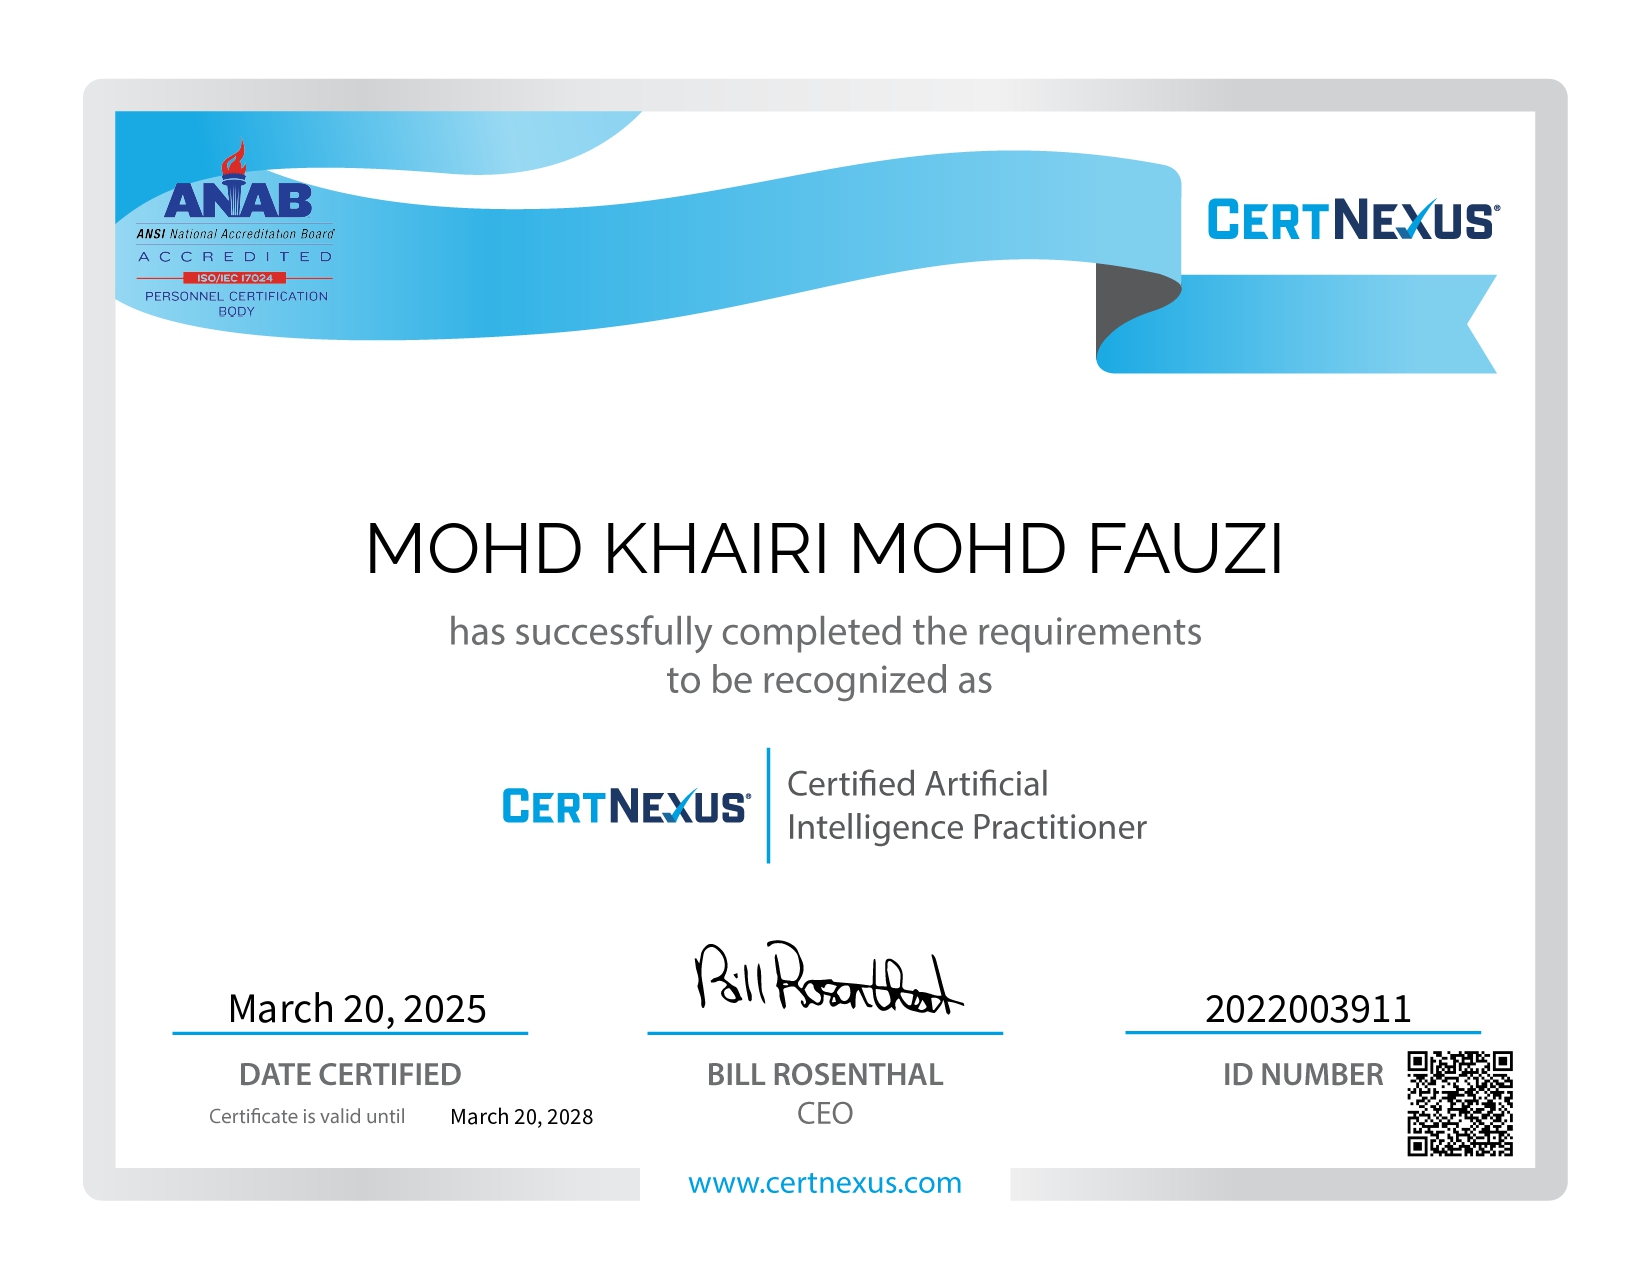 ANAB
ANSI National Accreditation Board
ACCREDITED
ISO/IEC 17024
PERSONNEL CERTIFICATION
BODY
CERTNEXUS®
MOHD KHAIRI MOHD FAUZI
has successfully completed the requirements
to be recognized as
CERTNEXUS®
Certified Artificial
Intelligence Practitioner
March 20, 2025
Bill Rosenthal
2022003911
DATE CERTIFIED
BILL ROSENTHAL
ID NUMBER
Certificate is valid until March 20, 2028
CEO
www.certnexus.com